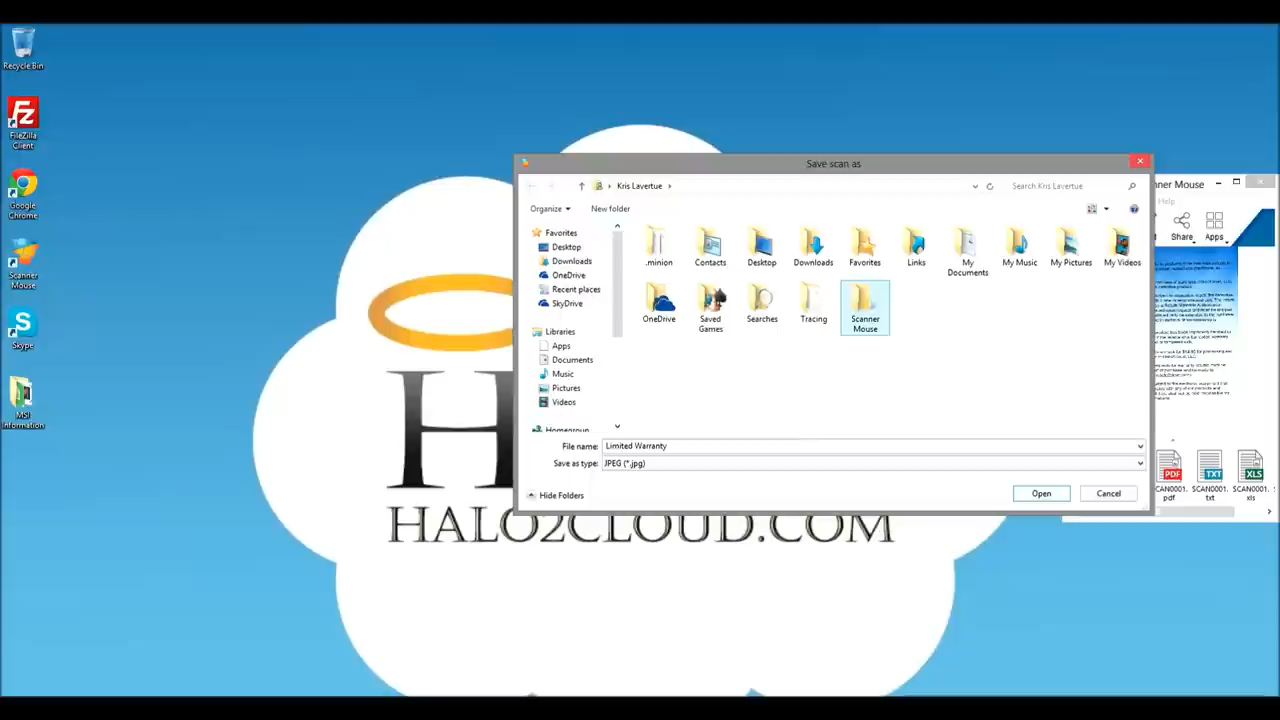 Recycle Bin
FileZilla
Client
Google
Chrome
Scanner
Mouse
Skype
MSI
Information
Save scan as
Kris Lavertue
Search Kris Lavertue
Organize
New folder
Favorites
Desktop
Downloads
OneDrive
Recent places
SkyDrive
Libraries
Apps
Documents
Music
Pictures
Videos
Homegroup
.minion
Contacts
Desktop
Downloads
Favorites
Links
My
Documents
My Music
My Pictures
My Videos
OneDrive
Saved
Games
Searches
Tracing
Scanner
Mouse
File name: Limited Warranty
Save as type: JPEG (*.jpg)
Hide Folders
Open
Cancel
nner Mouse
Help
Share
Apps
PDF
TXT
XLS
SCAN0001.
pdf
SCAN0001.
txt
SCAN0001.
xls
H
HALO2CLOUD.COM